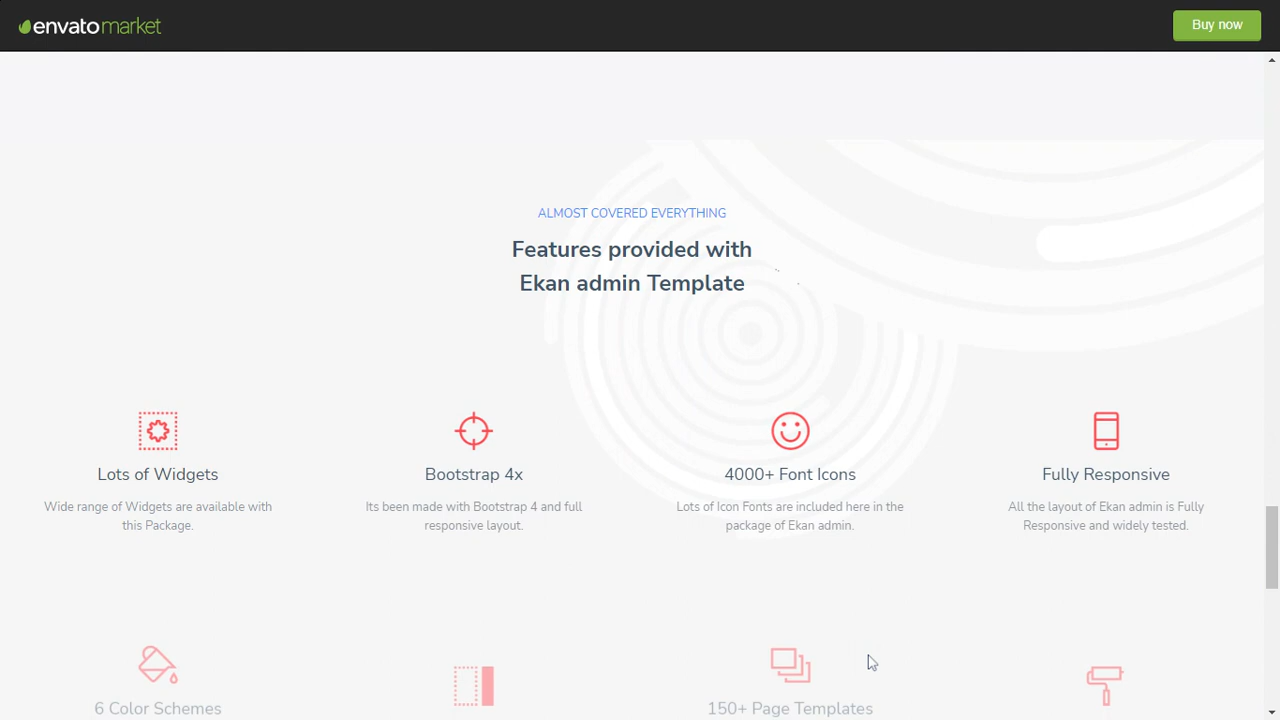 envatomarket
Buy now
ALMOST COVERED EVERYTHING
Features provided with
Ekan admin Template
Lots of Widgets
Wide range of Widgets are available with
this Package.
Bootstrap 4x
Its been made with Bootstrap 4 and full
responsive layout.
4000+ Font Icons
Lots of Icon Fonts are included here in the
package of Ekan admin.
Fully Responsive
All the layout of Ekan admin is Fully
Responsive and widely tested.
6 Color Schemes
150+ Page Templates